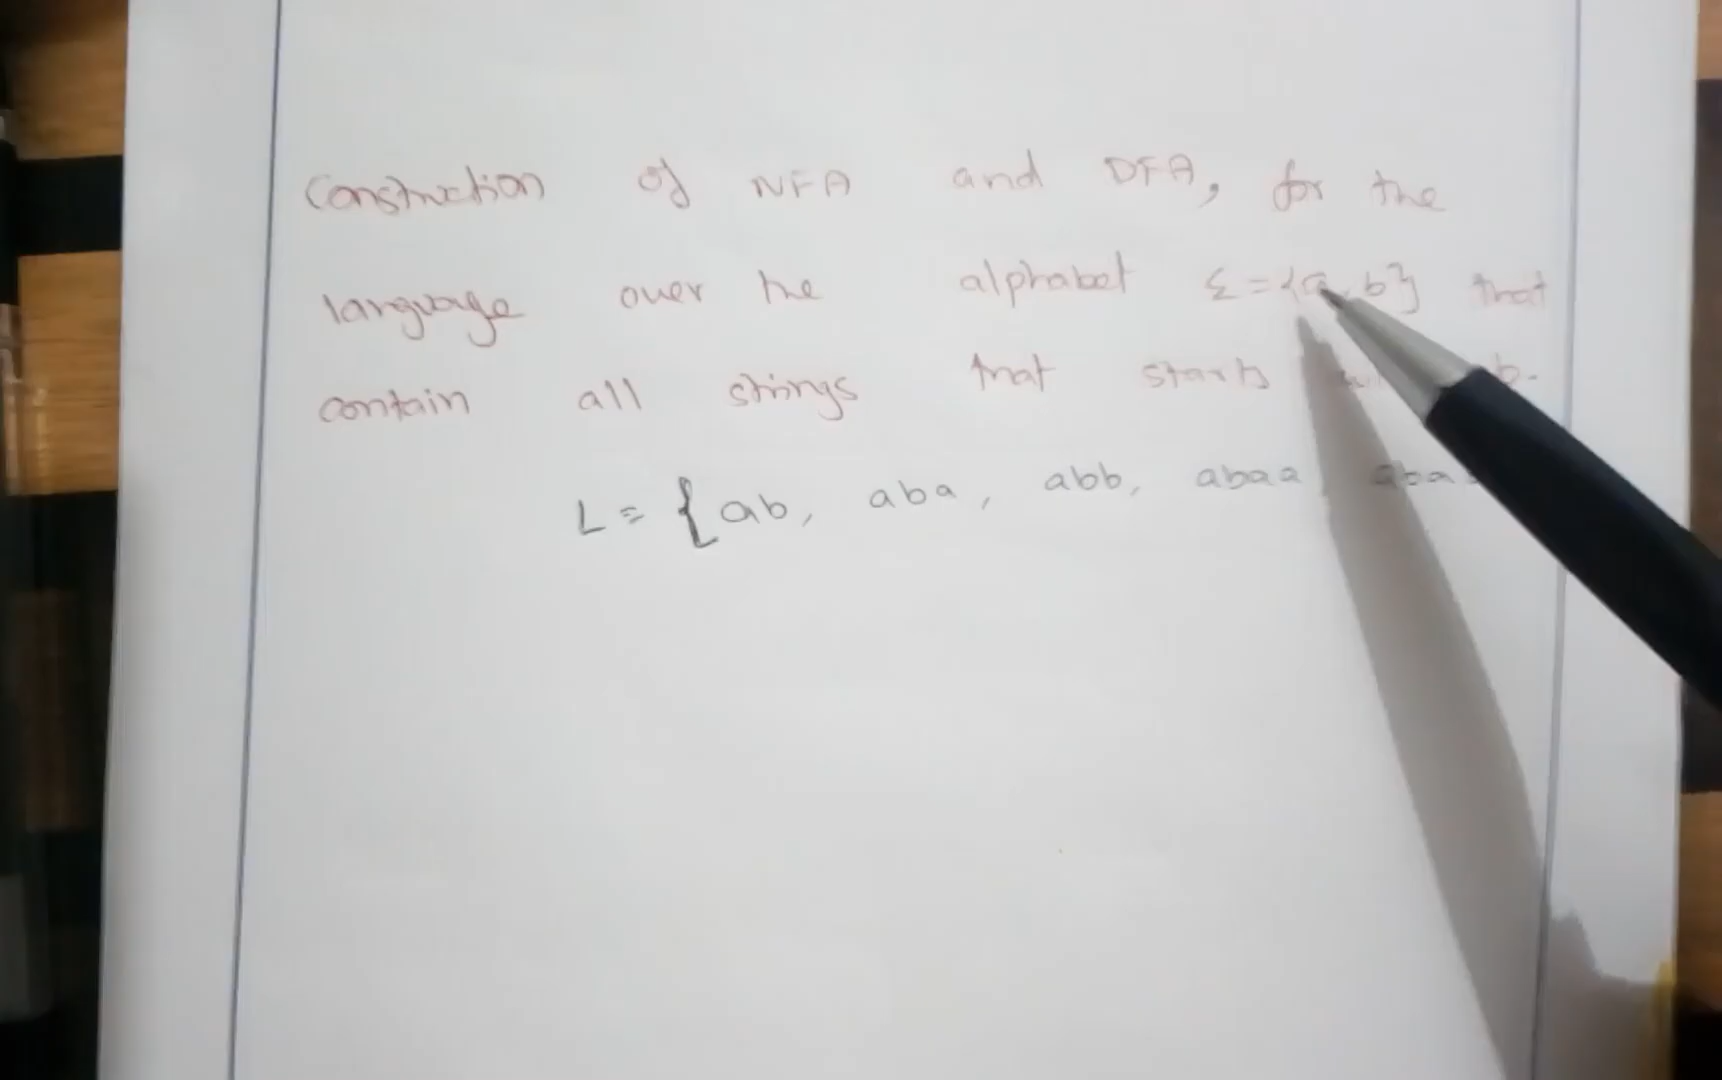 Construction of NFA and DFA, for the
language over the alphabet Σ = {a, b} that
contain all strings that starts b.
L = { ab, aba, abb, abaa aba